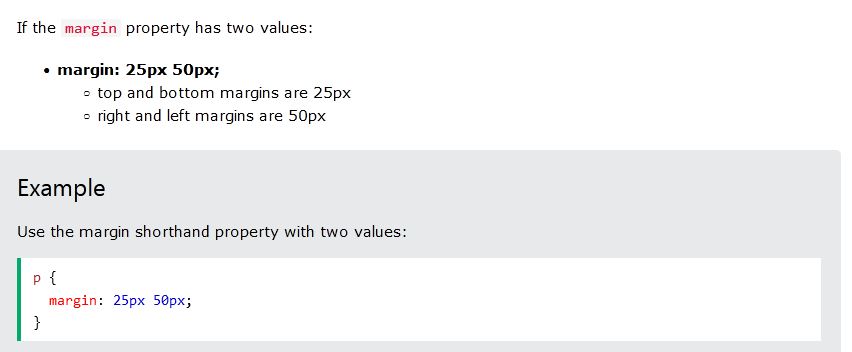 If the margin property has two values:
• margin: 25px 50px;
◦ top and bottom margins are 25px
◦ right and left margins are 50px
Example
Use the margin shorthand property with two values:
p {
  margin: 25px 50px;
}